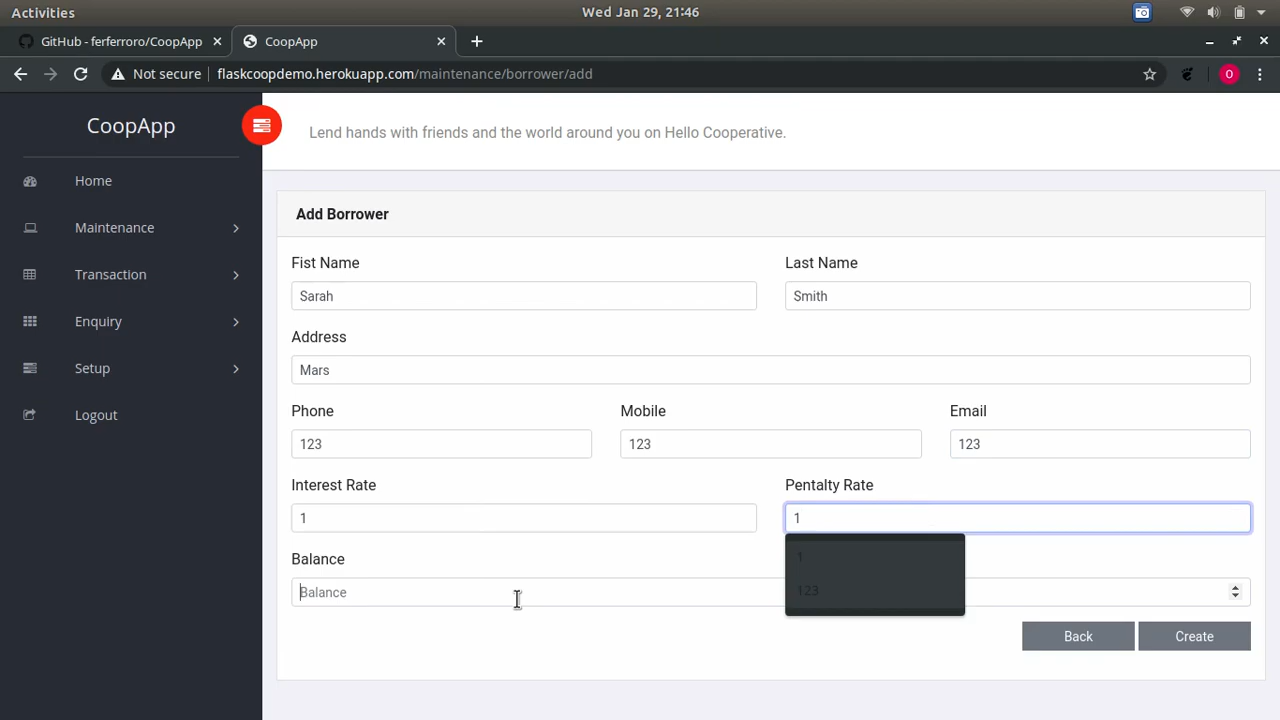 Activities
Wed Jan 29, 21:46
GitHub - ferferroro/CoopApp
CoopApp
Not secure
flaskcoopdemo.herokuapp.com/maintenance/borrower/add
O
CoopApp
Lend hands with friends and the world around you on Hello Cooperative.
Home
Maintenance
Transaction
Enquiry
Setup
Logout
Add Borrower
Fist Name
Last Name
Sarah
Smith
Address
Mars
Phone
Mobile
Email
123
123
123
Interest Rate
Pentalty Rate
1
1
1
123
Balance
Balance
Back
Create